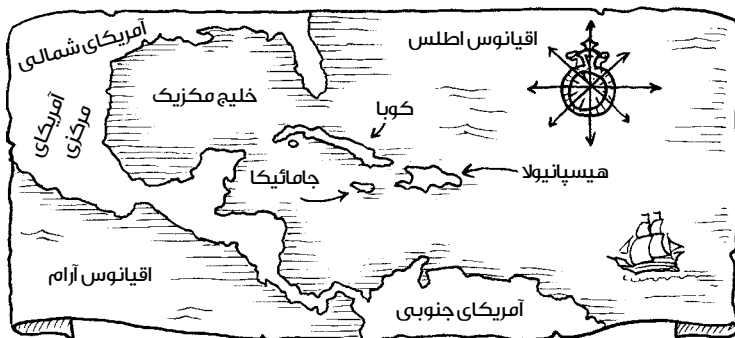 آمریکای شمالی
اقیانوس اطلس
خلیج مکزیک
کوبا
آمریکای
مرکزی
جامائیکا
هیسپانیولا
اقیانوس آرام
آمریکای جنوبی